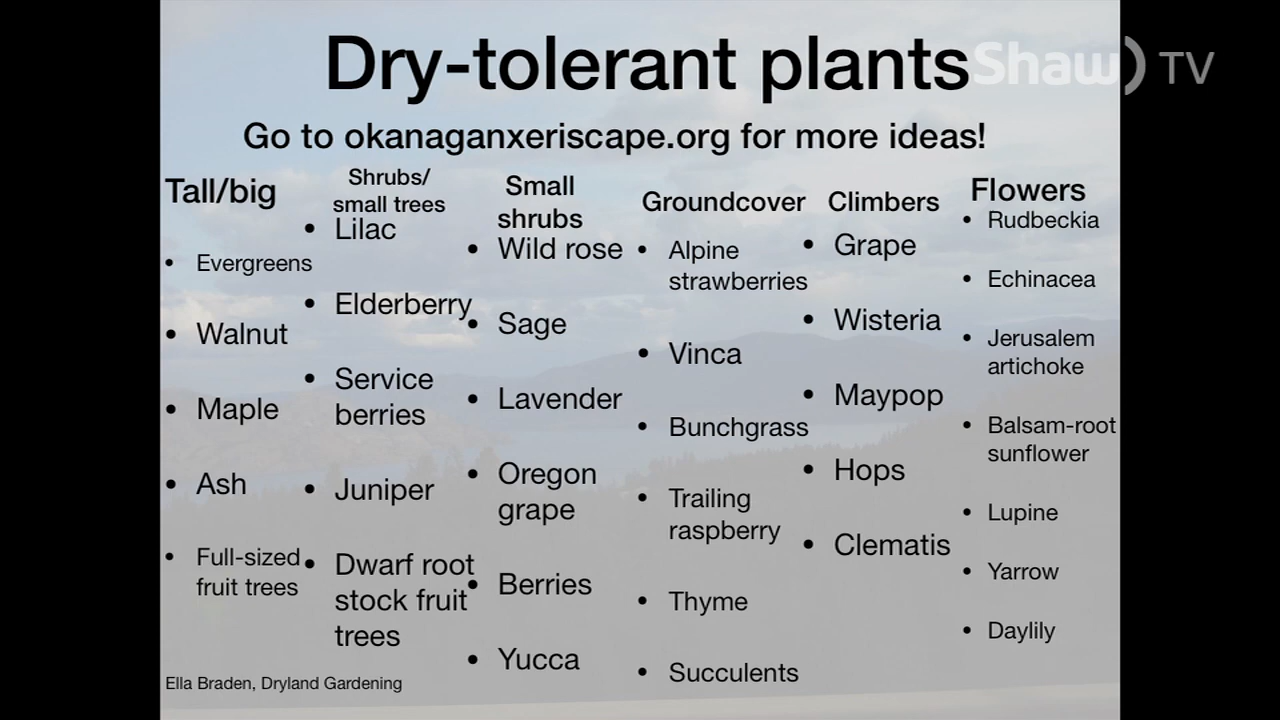 Dry-tolerant plants
Shaw) TV
Go to okanaganxeriscape.org for more ideas!
Tall/big
• Evergreens
• Walnut
• Maple
• Ash
• Full-sized
fruit trees
Shrubs/
small trees
• Lilac
• Elderberry
• Service
berries
• Juniper
• Dwarf root
stock fruit
trees
Small
shrubs
• Wild rose
• Sage
• Lavender
• Oregon
grape
• Berries
• Yucca
Groundcover
• Alpine
strawberries
• Vinca
• Bunchgrass
• Trailing
raspberry
• Thyme
• Succulents
Climbers
• Grape
• Wisteria
• Maypop
• Hops
• Clematis
Flowers
• Rudbeckia
• Echinacea
• Jerusalem
artichoke
• Balsam-root
sunflower
• Lupine
• Yarrow
• Daylily
Ella Braden, Dryland Gardening